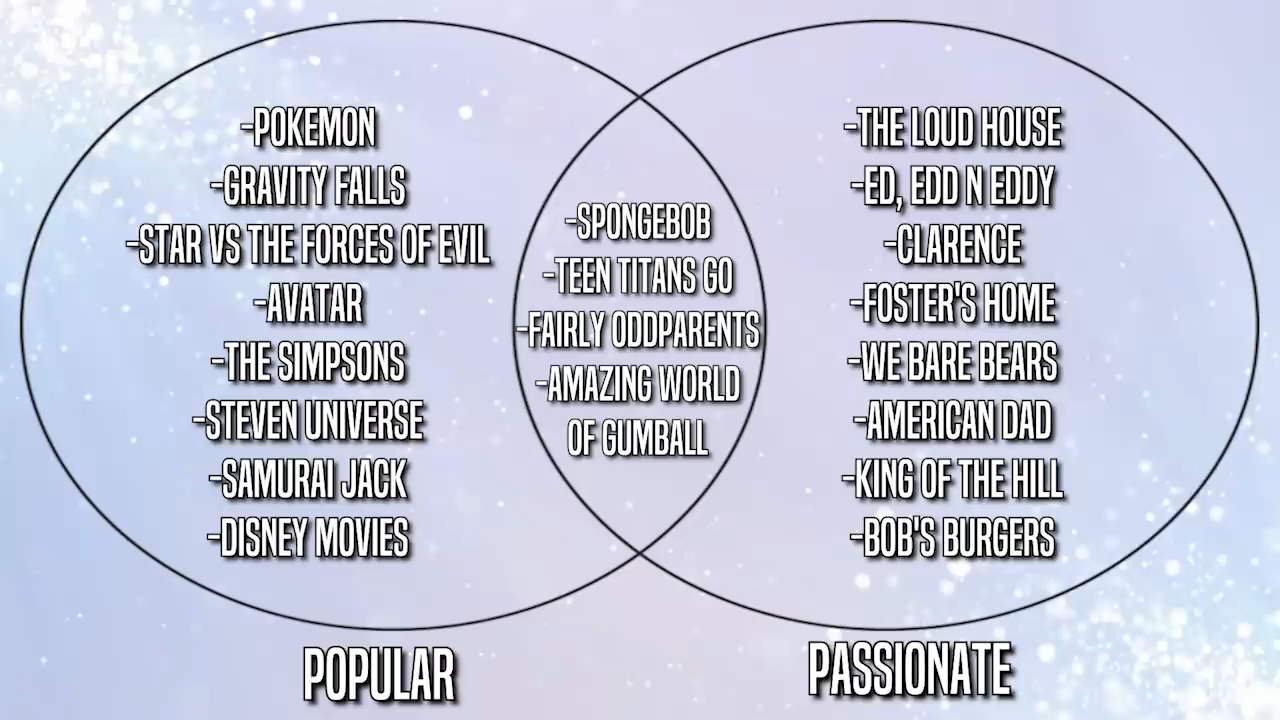 -POKEMON
-GRAVITY FALLS
-STAR VS THE FORCES OF EVIL
-AVATAR
-THE SIMPSONS
-STEVEN UNIVERSE
-SAMURAI JACK
-DISNEY MOVIES
-SPONGEBOB
-TEEN TITANS GO
-FAIRLY ODDPARENTS
-AMAZING WORLD
OF GUMBALL
-THE LOUD HOUSE
-ED, EDD N EDDY
-CLARENCE
-FOSTER'S HOME
-WE BARE BEARS
-AMERICAN DAD
-KING OF THE HILL
-BOB'S BURGERS
POPULAR
PASSIONATE